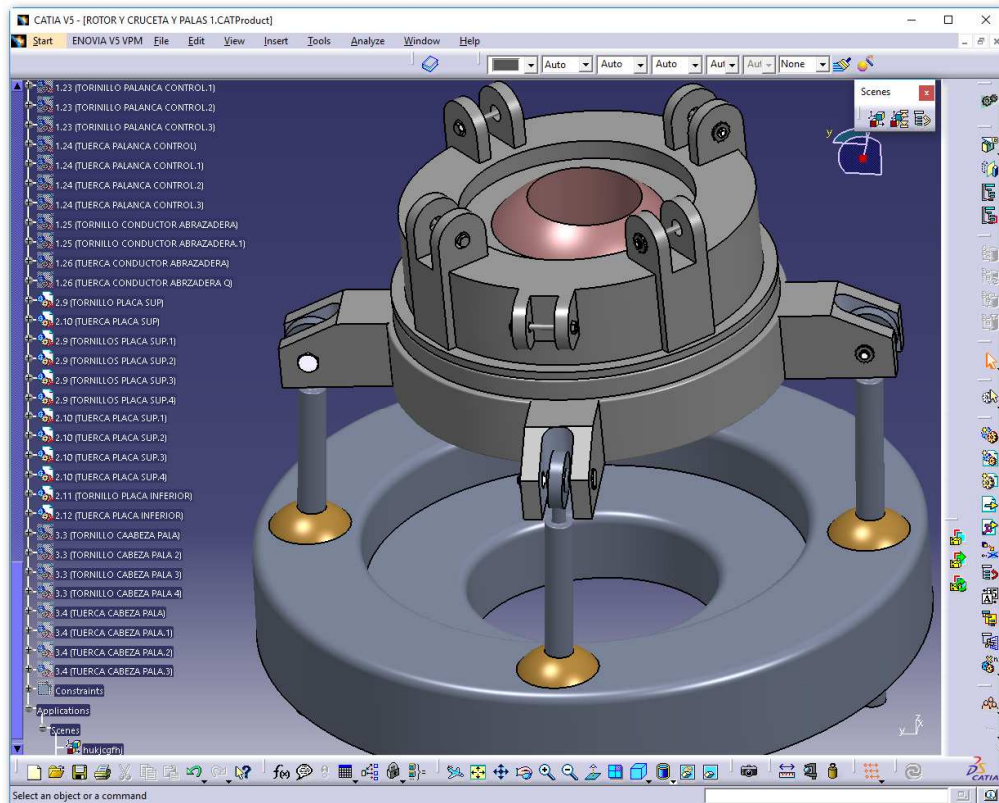 CATIA V5 - [ROTOR Y CRUCETA Y PALAS 1.CATProduct]
Start ENOVIA V5 VPM File Edit View Insert Tools Analyze Window Help
Auto Auto Auto Aut Aut None
Scenes
1.23 (TORINILLO PALANCA CONTROL.1)
1.23 (TORINILLO PALANCA CONTROL.2)
1.23 (TORINILLO PALANCA CONTROL.3)
1.24 (TUERCA PALANCA CONTROL)
1.24 (TUERCA PALANCA CONTROL.1)
1.24 (TUERCA PALANCA CONTROL.2)
1.24 (TUERCA PALANCA CONTROL.3)
1.25 (TORNILLO CONDUCTOR ABRAZADERA)
1.25 (TORNILLO CONDUCTOR ABRAZADERA.1)
1.26 (TUERCA CONDUCTOR ABRAZADERA)
1.26 (TUERCA CONDUCTOR ABRZADERA Q)
2.9 (TORNILLO PLACA SUP)
2.10 (TUERCA PLACA SUP)
2.9 (TORNILLOS PLACA SUP.1)
2.9 (TORNILLOS PLACA SUP.2)
2.9 (TORNILLOS PLACA SUP.3)
2.9 (TORNILLOS PLACA SUP.4)
2.10 (TUERCA PLACA SUP.1)
2.10 (TUERCA PLACA SUP.2)
2.10 (TUERCA PLACA SUP.3)
2.10 (TUERCA PLACA SUP.4)
2.11 (TORNILLO PLACA INFERIOR)
2.12 (TUERCA PLACA INFERIOR)
3.3 (TORNILLO CAABEZA PALA)
3.3 (TORNILLO CABEZA PALA 2)
3.3 (TORNILLO CABEZA PALA 3)
3.3 (TORNILLO CABEZA PALA 4)
3.4 (TUERCA CABEZA PALA)
3.4 (TUERCA CABEZA PALA.1)
3.4 (TUERCA CABEZA PALA.2)
3.4 (TUERCA CABEZA PALA.3)
Constraints
Applications
Scenes
hukjcgfhj
y
z
x
y
f(x)
CATIA
Select an object or a command